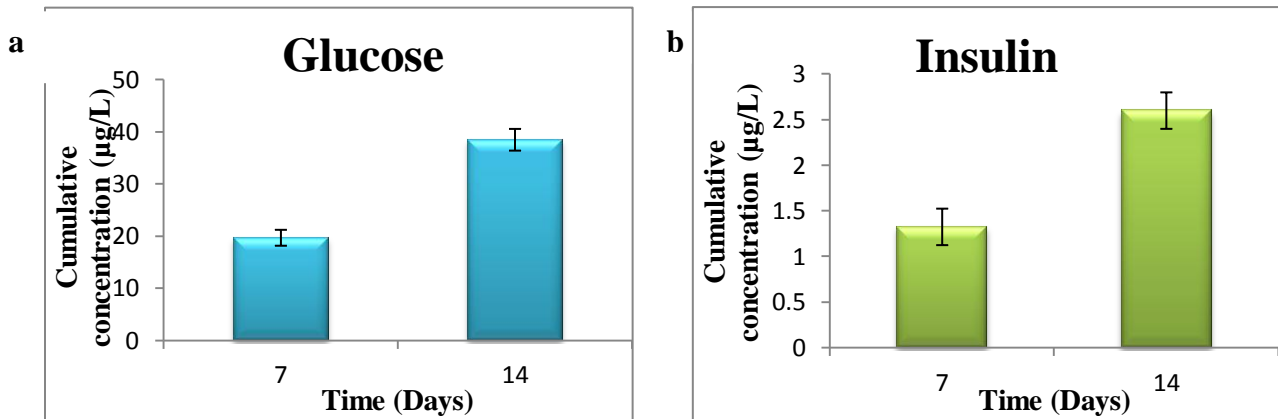 a
Glucose
Cumulative
concentration (µg/L)
50
40
30
20
10
0
7
14
Time (Days)
b
Insulin
Cumulative
concentration (µg/L)
3
2.5
2
1.5
1
0.5
0
7
14
Time (Days)